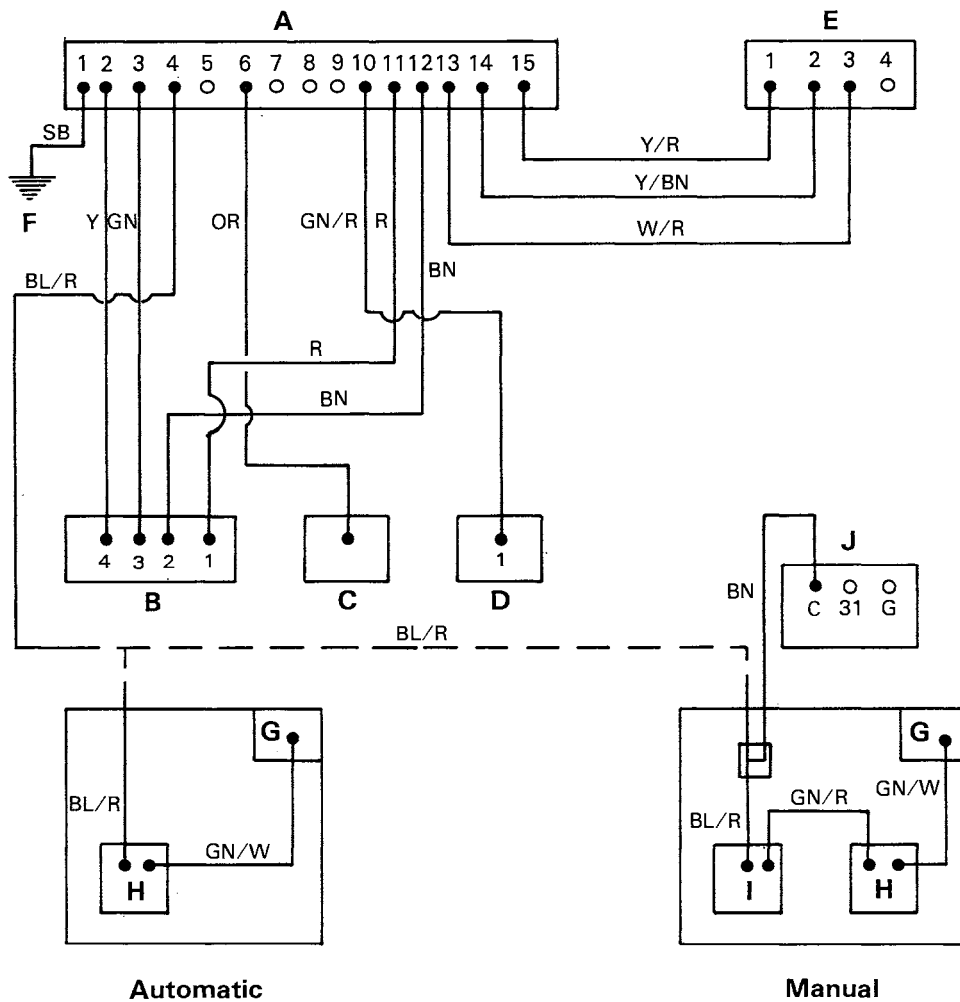 A
E
1 2 3 4 5 6 7 8 9 10 11 12 13 14 15
1 2 3 4
SB
Y/R
Y/BN
F
Y GN OR GN/R R
W/R
BN
BL/R
R
BN
4 3 2 1
1
J
B
C
D
BN
C 31 G
BL/R
G
G
GN/W
BL/R
GN/R
BL/R
GN/W
H
I
H
Automatic
Manual